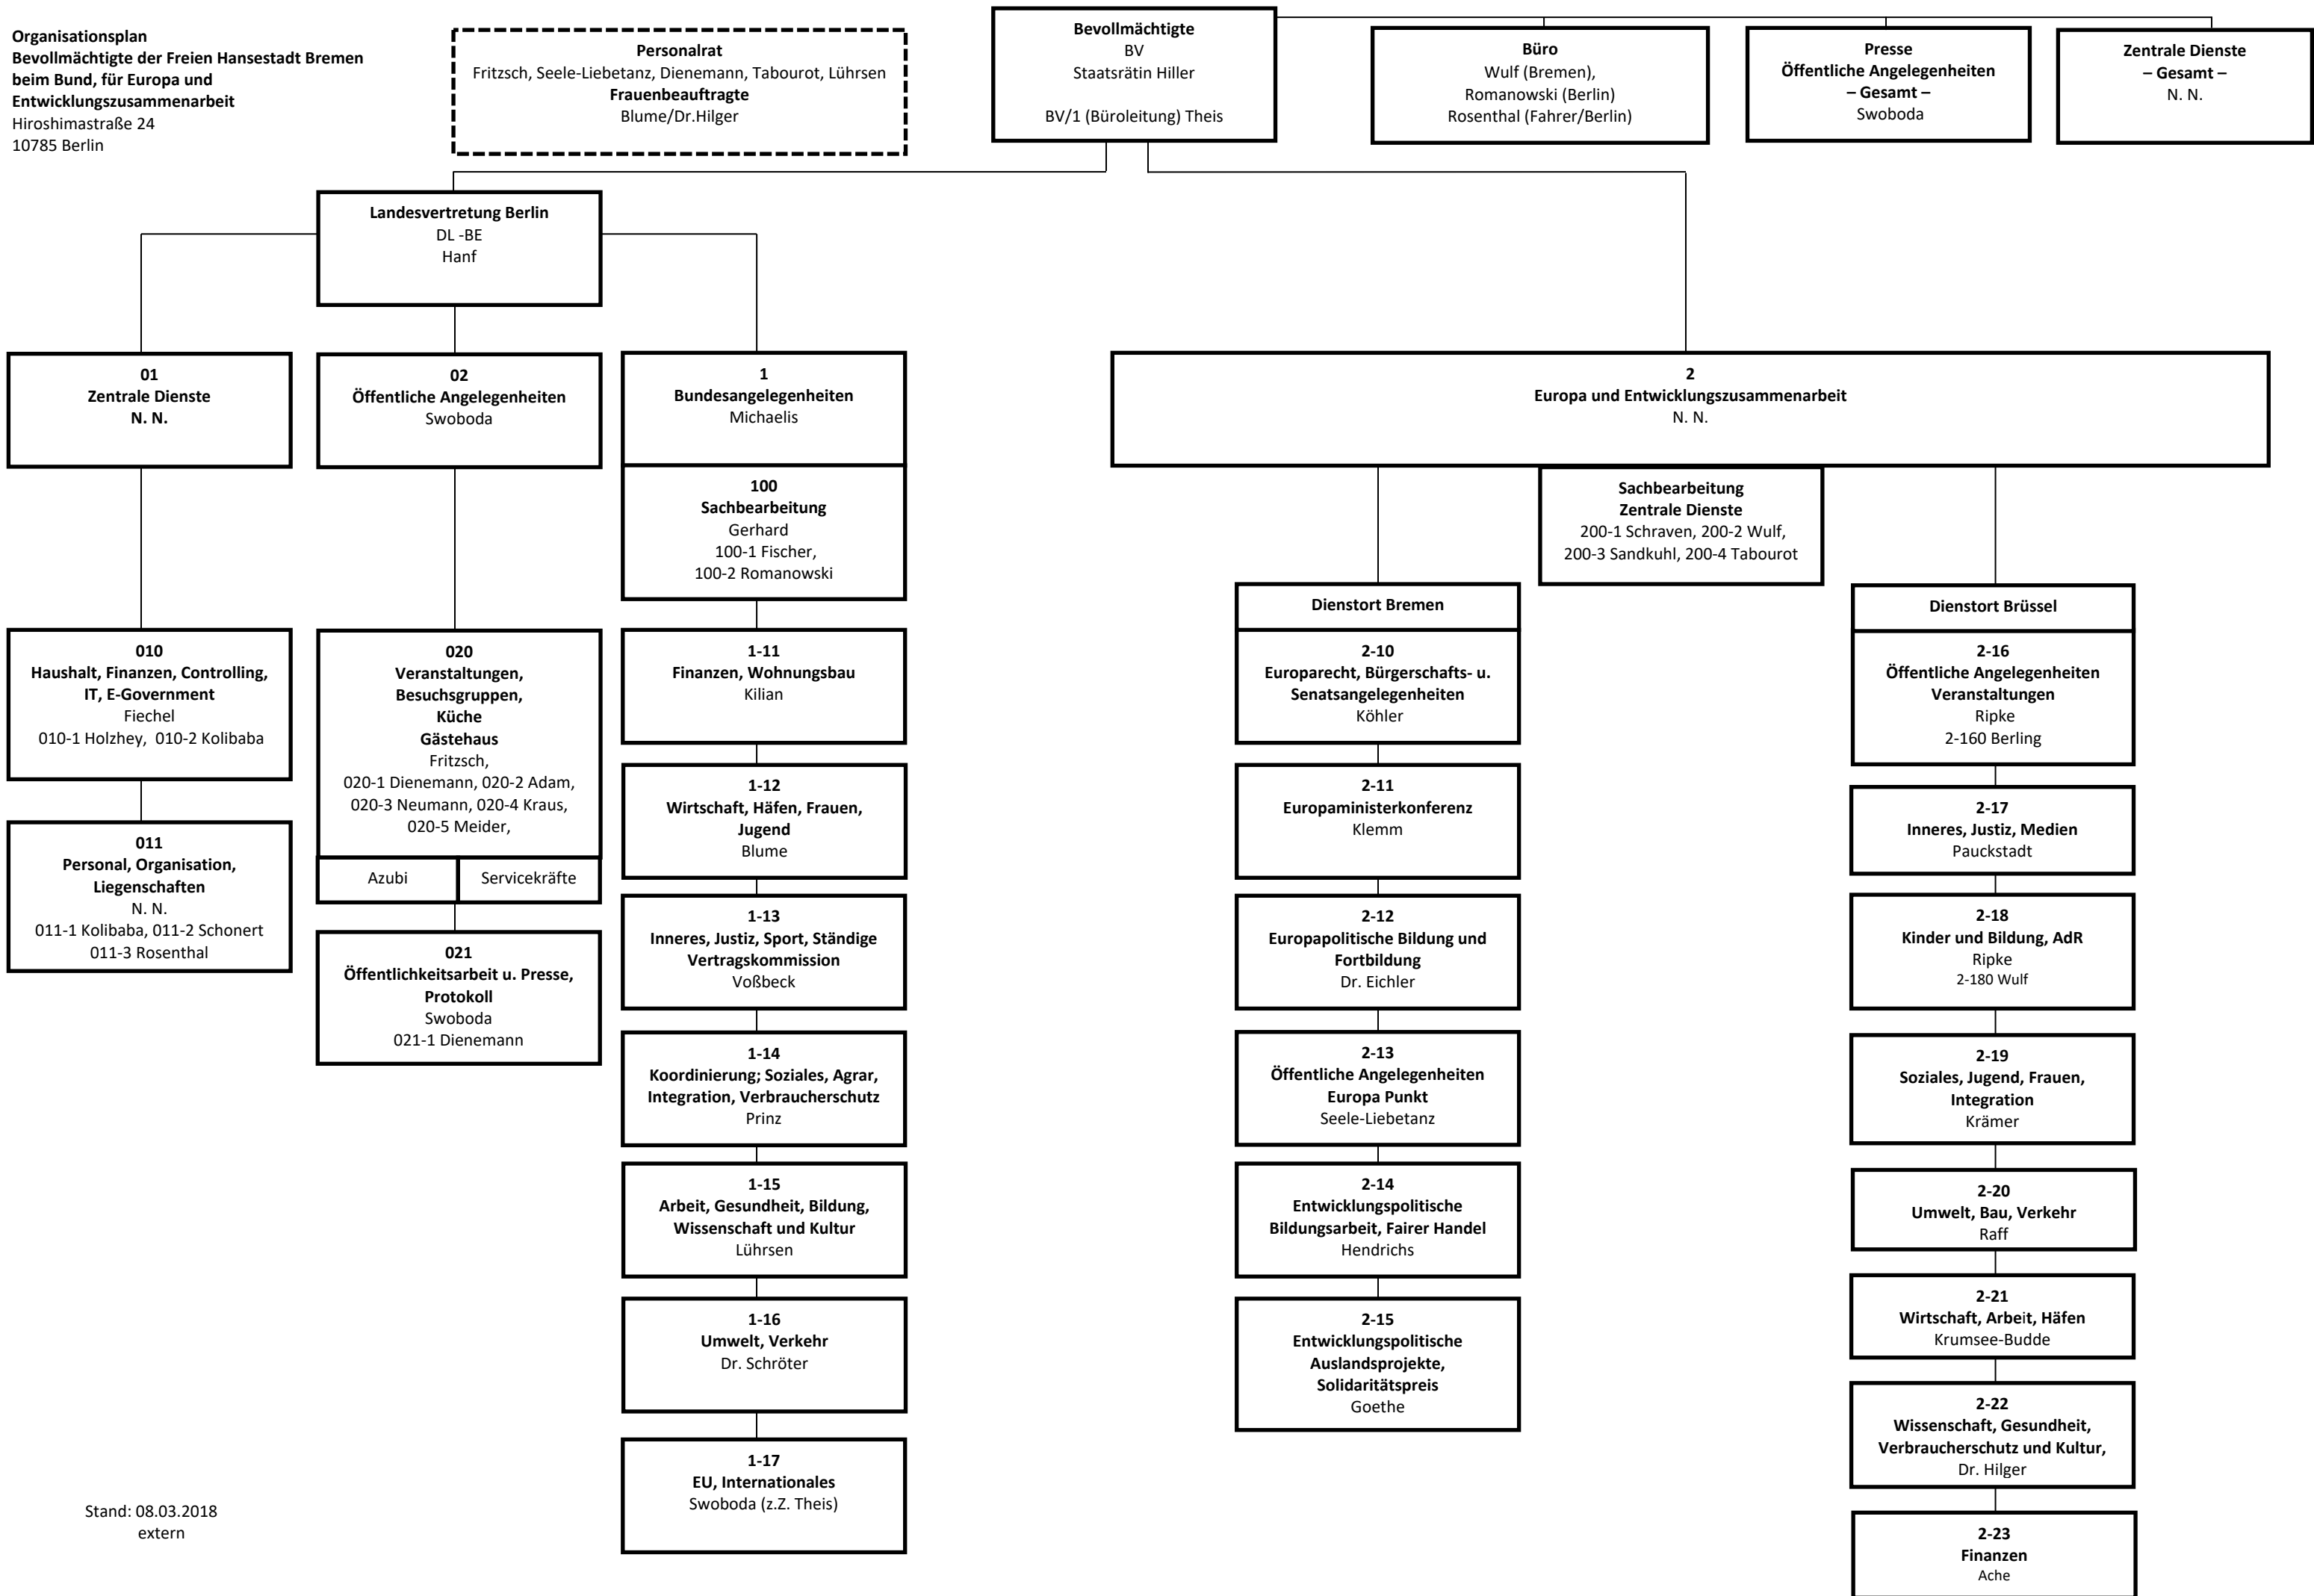 Organisationsplan
Bevollmächtigte der Freien Hansestadt Bremen
beim Bund, für Europa und
Entwicklungszusammenarbeit
Hiroshimastraße 24
10785 Berlin
Personalrat
Fritzsch, Seele-Liebetanz, Dienemann, Tabourot, Lührsen
Frauenbeauftragte
Blume/Dr.Hilger
Bevollmächtigte
BV
Staatsrätin Hiller
BV/1 (Büroleitung) Theis
Büro
Wulf (Bremen),
Romanowski (Berlin)
Rosenthal (Fahrer/Berlin)
Presse
Öffentliche Angelegenheiten
– Gesamt –
Swoboda
Zentrale Dienste
– Gesamt –
N. N.
Landesvertretung Berlin
DL -BE
Hanf
01
Zentrale Dienste
N. N.
02
Öffentliche Angelegenheiten
Swoboda
1
Bundesangelegenheiten
Michaelis
2
Europa und Entwicklungszusammenarbeit
N. N.
100
Sachbearbeitung
Gerhard
100-1 Fischer,
100-2 Romanowski
Sachbearbeitung
Zentrale Dienste
200-1 Schraven, 200-2 Wulf,
200-3 Sandkuhl, 200-4 Tabourot
010
Haushalt, Finanzen, Controlling,
IT, E-Government
Fiechel
010-1 Holzhey,  010-2 Kolibaba
011
Personal, Organisation,
Liegenschaften
N. N.
011-1 Kolibaba, 011-2 Schonert
011-3 Rosenthal
020
Veranstaltungen,
Besuchsgruppen,
Küche
Gästehaus
Fritzsch,
020-1 Dienemann, 020-2 Adam,
020-3 Neumann, 020-4 Kraus,
020-5 Meider,
Azubi
Servicekräfte
021
Öffentlichkeitsarbeit u. Presse,
Protokoll
Swoboda
021-1 Dienemann
1-11
Finanzen, Wohnungsbau
Kilian
1-12
Wirtschaft, Häfen, Frauen,
Jugend
Blume
1-13
Inneres, Justiz, Sport, Ständige
Vertragskommission
Voßbeck
1-14
Koordinierung; Soziales, Agrar,
Integration, Verbraucherschutz
Prinz
1-15
Arbeit, Gesundheit, Bildung,
Wissenschaft und Kultur
Lührsen
1-16
Umwelt, Verkehr
Dr. Schröter
1-17
EU, Internationales
Swoboda (z.Z. Theis)
Dienstort Bremen
2-10
Europarecht, Bürgerschafts- u.
Senatsangelegenheiten
Köhler
2-11
Europaministerkonferenz
Klemm
2-12
Europapolitische Bildung und
Fortbildung
Dr. Eichler
2-13
Öffentliche Angelegenheiten
Europa Punkt
Seele-Liebetanz
2-14
Entwicklungspolitische
Bildungsarbeit, Fairer Handel
Hendrichs
2-15
Entwicklungspolitische
Auslandsprojekte,
Solidaritätspreis
Goethe
Dienstort Brüssel
2-16
Öffentliche Angelegenheiten
Veranstaltungen
Ripke
2-160 Berling
2-17
Inneres, Justiz, Medien
Pauckstadt
2-18
Kinder und Bildung, AdR
Ripke
2-180 Wulf
2-19
Soziales, Jugend, Frauen,
Integration
Krämer
2-20
Umwelt, Bau, Verkehr
Raff
2-21
Wirtschaft, Arbeit, Häfen
Krumsee-Budde
2-22
Wissenschaft, Gesundheit,
Verbraucherschutz und Kultur,
Dr. Hilger
2-23
Finanzen
Ache
Stand: 08.03.2018
extern